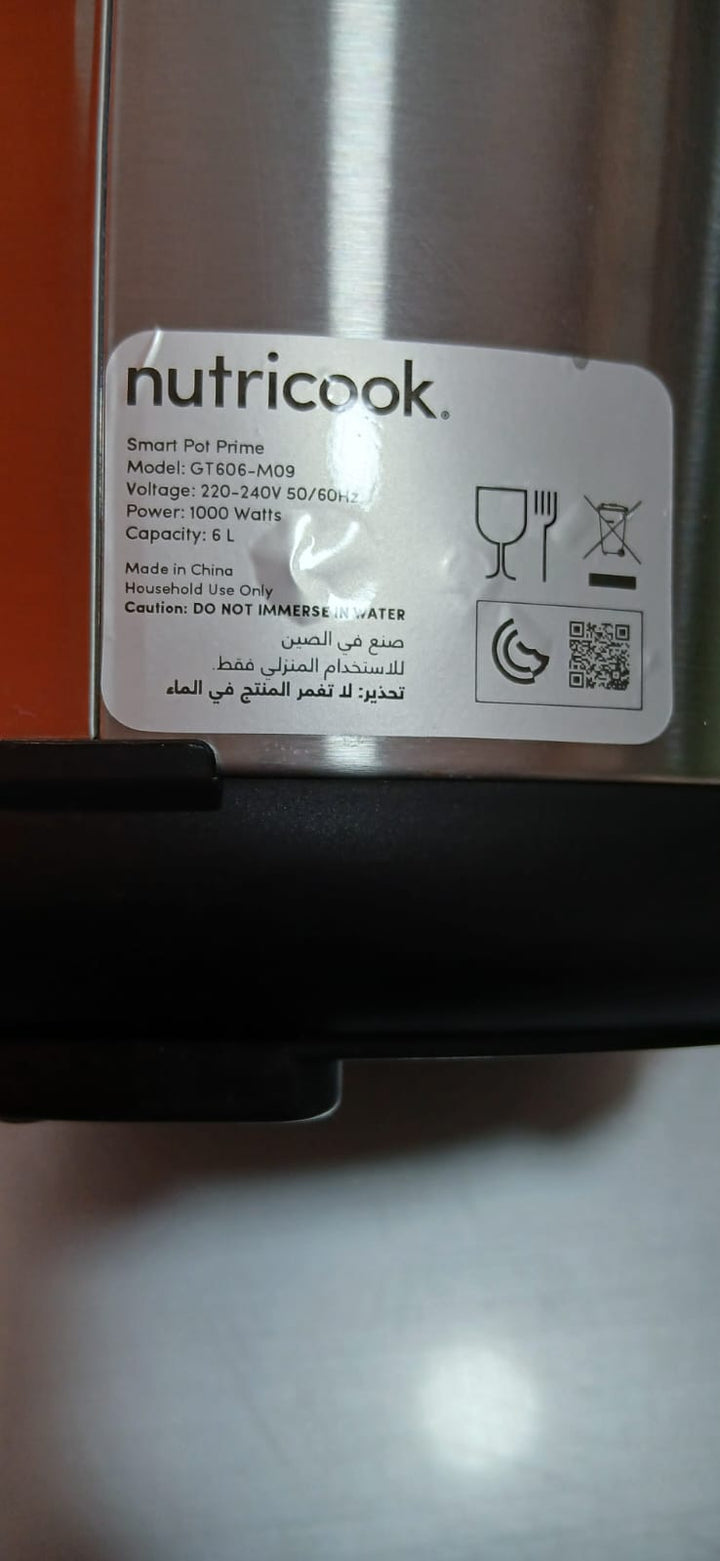 nutricook®
Smart Pot Prime
Model: GT606-M09
Voltage: 220-240V 50/60Hz
Power: 1000 Watts
Capacity: 6 L
Made in China
Household Use Only
Caution: DO NOT IMMERSE IN WATER
صنع في الصين
للاستخدام المنزلي فقط.
تحذير: لا تغمر المنتج في الماء